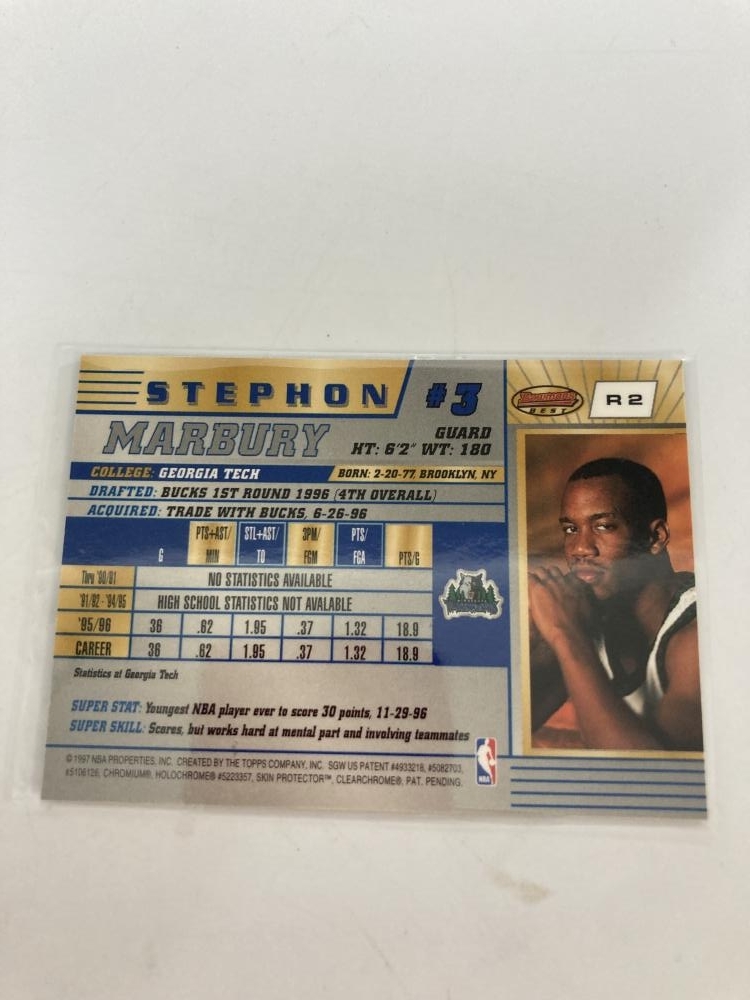 STEPHON #3
MARBURY
GUARD
HT: 6'2" WT: 180
Bowman's
BEST
R 2
COLLEGE: GEORGIA TECH
BORN: 2-20-77, BROOKLYN, NY
DRAFTED: BUCKS 1ST ROUND 1996 (4TH OVERALL)
ACQUIRED: TRADE WITH BUCKS, 6-26-96
G PTS+AST/MIN STL+AST/TO 3PM/FGM PTS/FGA PTS/G
Thru '90/91 NO STATISTICS AVAILABLE
'91/92 - '94/95 HIGH SCHOOL STATISTICS NOT AVAILABLE
'95/96 36 .62 1.95 .37 1.32 18.9
CAREER 36 .62 1.95 .37 1.32 18.9
Statistics at Georgia Tech
SUPER STAT: Youngest NBA player ever to score 30 points, 11-29-96
SUPER SKILL: Scores, but works hard at mental part and involving teammates
© 1997 NBA PROPERTIES, INC. CREATED BY THE TOPPS COMPANY, INC. SGW US PATENT #4933218, #5082703,
#5106126, CHROMIUM®, HOLOCHROME® #5223357, SKIN PROTECTOR™, CLEARCHROME®, PAT. PENDING.
NBA